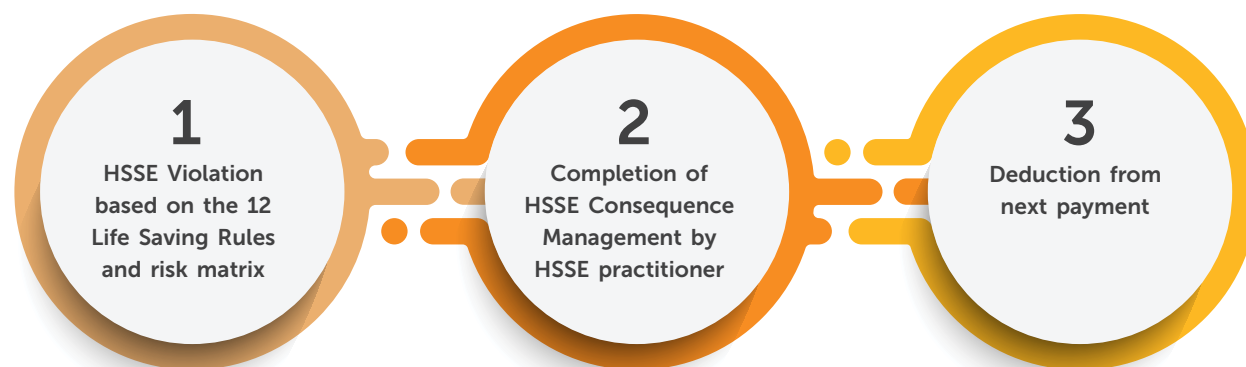 1
HSSE Violation
based on the 12
Life Saving Rules
and risk matrix
2
Completion of
HSSE Consequence
Management by
HSSE practitioner
3
Deduction from
next payment